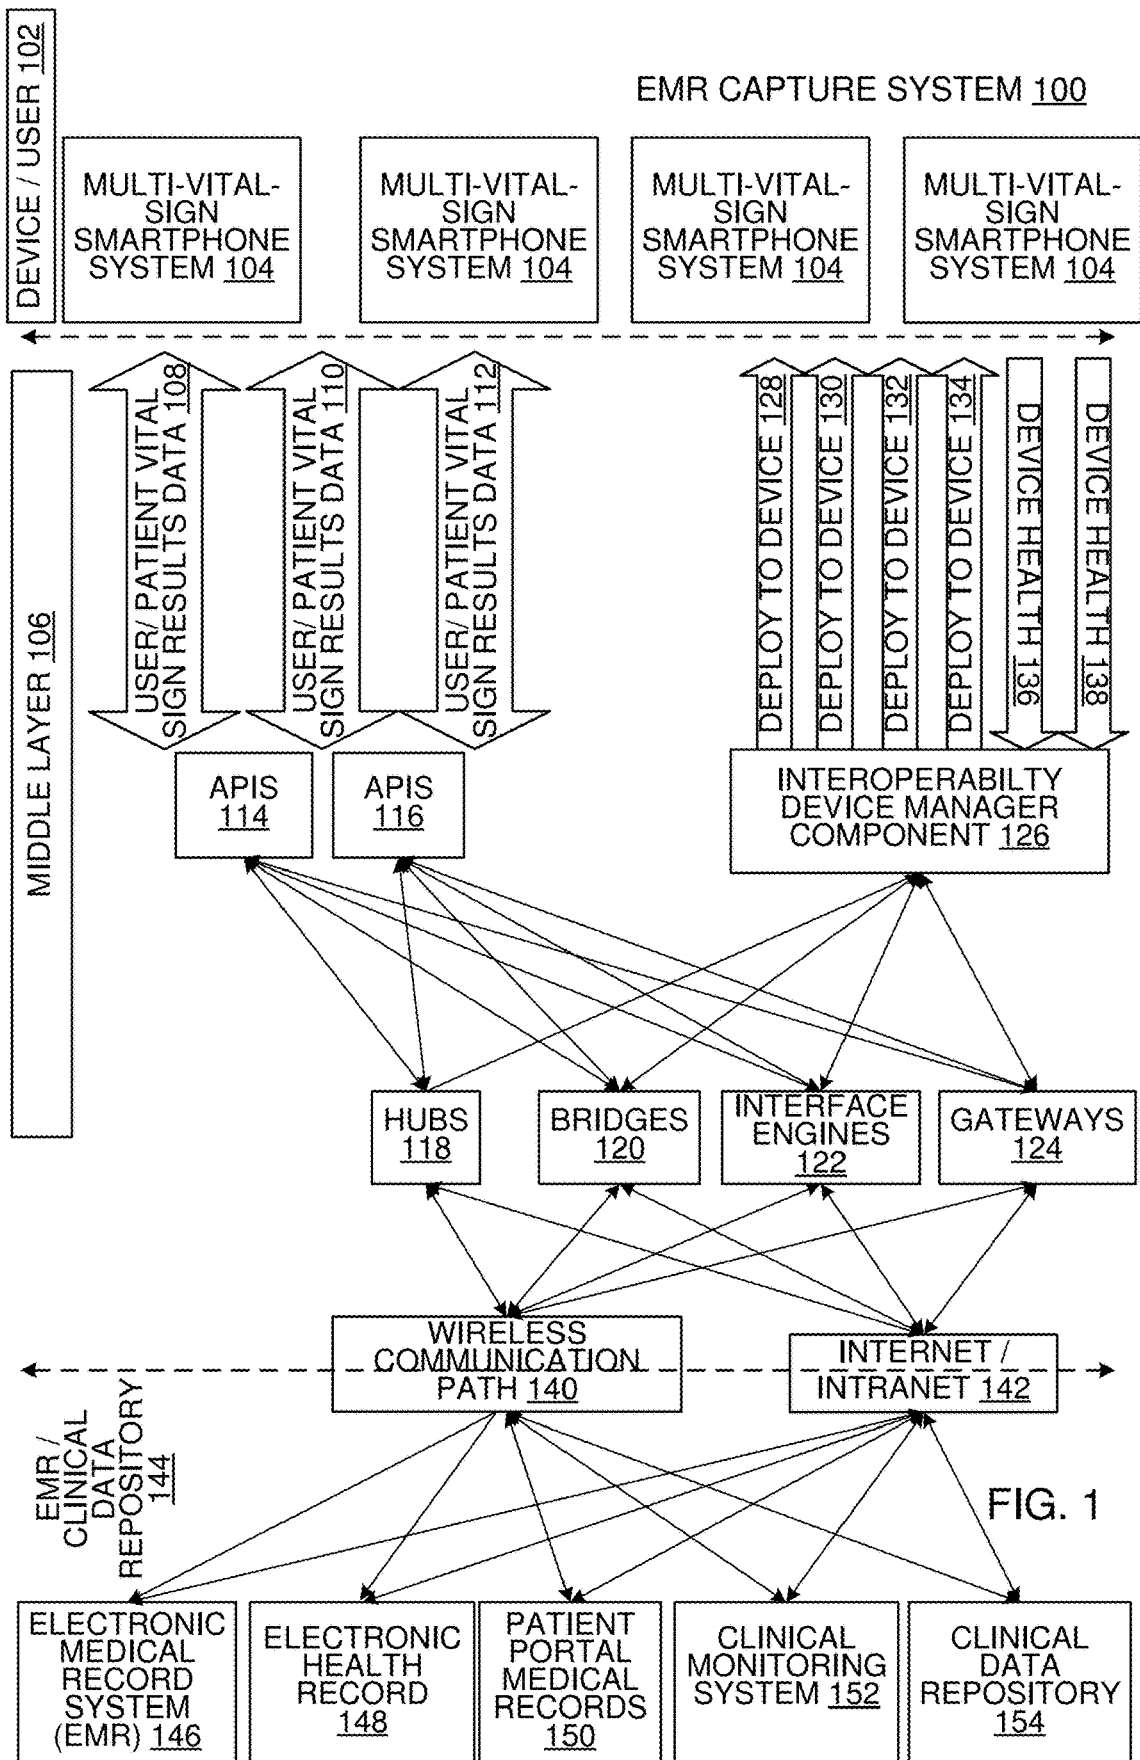 DEVICE / USER 102
EMR CAPTURE SYSTEM 100
MULTI-VITAL-
SIGN
SMARTPHONE
SYSTEM 104
MULTI-VITAL-
SIGN
SMARTPHONE
SYSTEM 104
MULTI-VITAL-
SIGN
SMARTPHONE
SYSTEM 104
MULTI-VITAL-
SIGN
SMARTPHONE
SYSTEM 104
MIDDLE LAYER 106
USER/ PATIENT VITAL
SIGN RESULTS DATA 108
USER/ PATIENT VITAL
SIGN RESULTS DATA 110
USER/ PATIENT VITAL
SIGN RESULTS DATA 112
DEPLOY TO DEVICE 128
DEPLOY TO DEVICE 130
DEPLOY TO DEVICE 132
DEPLOY TO DEVICE 134
DEVICE HEALTH 136
DEVICE HEALTH 138
APIS
114
APIS
116
INTEROPERABILTY
DEVICE MANAGER
COMPONENT 126
HUBS
118
BRIDGES
120
INTERFACE
ENGINES
122
GATEWAYS
124
WIRELESS
COMMUNICATION
PATH 140
INTERNET /
INTRANET 142
EMR /
CLINICAL
DATA
REPOSITORY
144
FIG. 1
ELECTRONIC
MEDICAL
RECORD
SYSTEM
(EMR) 146
ELECTRONIC
HEALTH
RECORD
148
PATIENT
PORTAL
MEDICAL
RECORDS
150
CLINICAL
MONITORING
SYSTEM 152
CLINICAL
DATA
REPOSITORY
154